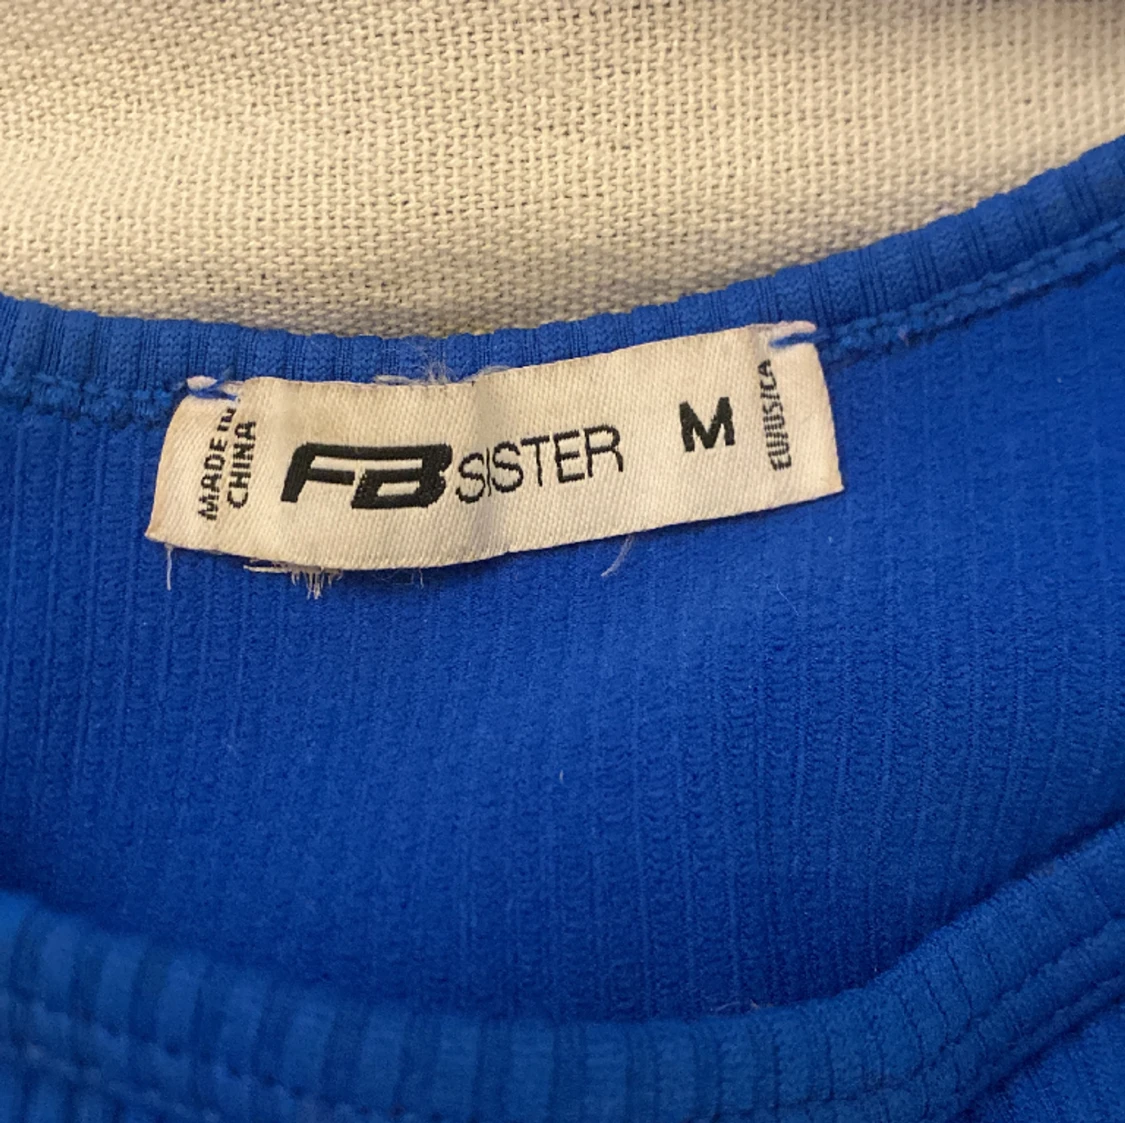 MADE IN
CHINA
FB SISTER
M
EU/US/CA